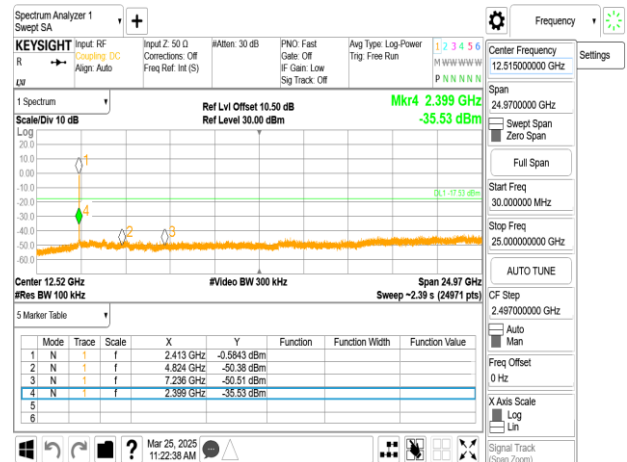 Spectrum Analyzer 1
Swept SA
Frequency
KEYSIGHT
R
Input: RF
Coupling: DC
Align: Auto
Input Z: 50 Ω
Corrections: Off
Freq Ref: Int (S)
#Atten: 30 dB
PNO: Fast
Gate: Off
IF Gain: Low
Sig Track: Off
Avg Type: Log-Power
Trig: Free Run
1 2 3 4 5 6
M W W W W W
P N N N N N
LXI
1 Spectrum
Scale/Div 10 dB
Ref Lvl Offset 10.50 dB
Ref Level 30.00 dBm
Mkr4 2.399 GHz
-35.53 dBm
Log
20.0
10.0
0.00
-10.0
-20.0
-30.0
-40.0
-50.0
-60.0
1
2
3
4
DL1 -17.53 dBm
Center 12.52 GHz
#Res BW 100 kHz
#Video BW 300 kHz
Span 24.97 GHz
Sweep ~2.39 s (24971 pts)
5 Marker Table
Mode Trace Scale X Y Function Function Width Function Value
1 N 1 f 2.413 GHz -0.5843 dBm
2 N 1 f 4.824 GHz -50.38 dBm
3 N 1 f 7.236 GHz -50.51 dBm
4 N 1 f 2.399 GHz -35.53 dBm
5
6
?
Mar 25, 2025
11:22:38 AM
Center Frequency
12.515000000 GHz
Settings
Span
24.9700000 GHz
Swept Span
Zero Span
Full Span
Start Freq
30.000000 MHz
Stop Freq
25.000000000 GHz
AUTO TUNE
CF Step
2.497000000 GHz
Auto
Man
Freq Offset
0 Hz
X Axis Scale
Log
Lin
Signal Track
(Span Zoom)